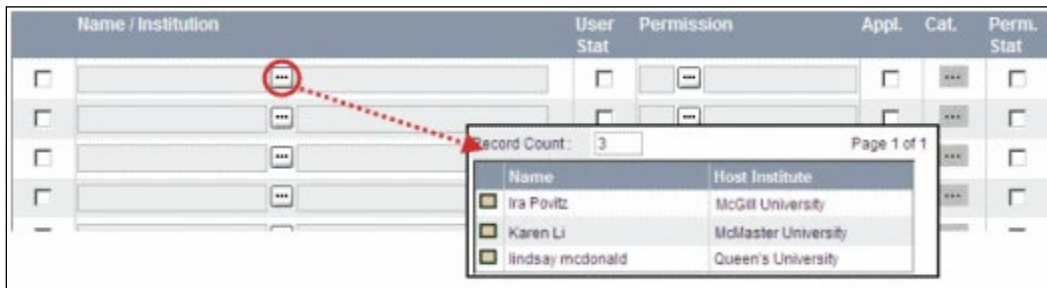 Name / Institution User Stat Permission Appl. Cat. Perm. Stat
Record Count: 3 Page 1 of 1
Name Host Institute
Ira Povitz McGill University
Karen Li McMaster University
lindsay mcdonald Queen's University